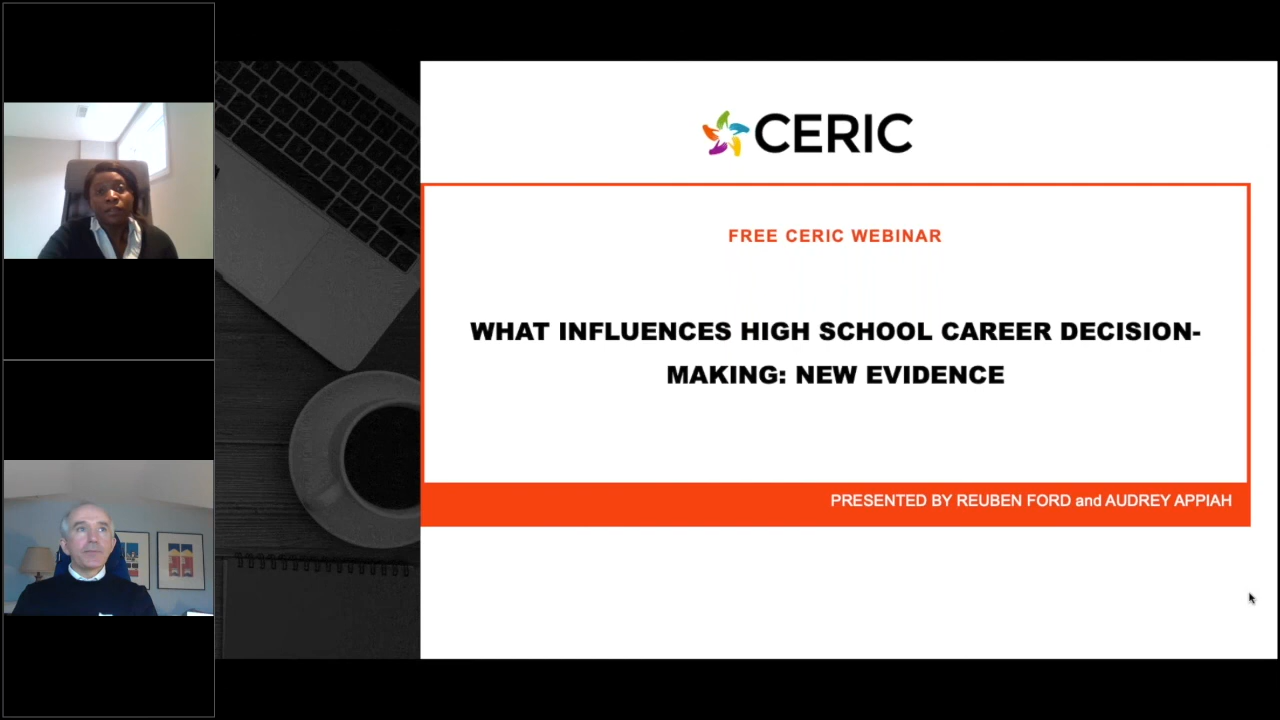 CERIC
FREE CERIC WEBINAR
WHAT INFLUENCES HIGH SCHOOL CAREER DECISION-
MAKING: NEW EVIDENCE
PRESENTED BY REUBEN FORD and AUDREY APPIAH